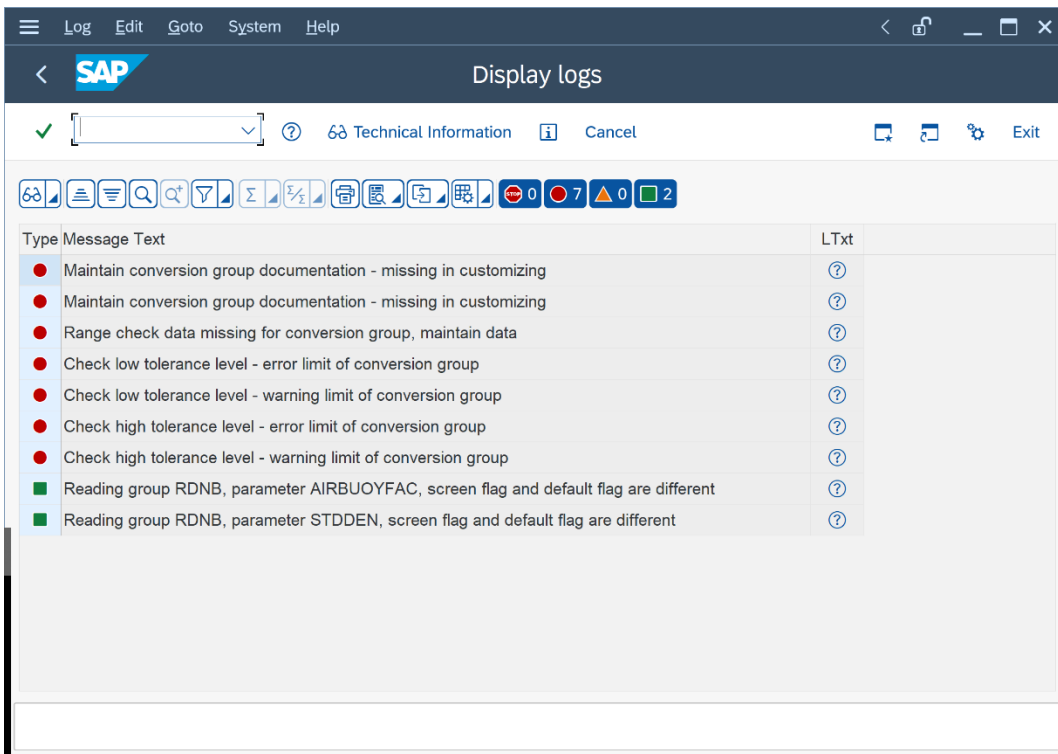 Log Edit Goto System Help
SAP Display logs
Technical Information Cancel Exit
Σ Σ/Σ STOP 0 7 0 2
Type Message Text LTxt
Maintain conversion group documentation - missing in customizing
Maintain conversion group documentation - missing in customizing
Range check data missing for conversion group, maintain data
Check low tolerance level - error limit of conversion group
Check low tolerance level - warning limit of conversion group
Check high tolerance level - error limit of conversion group
Check high tolerance level - warning limit of conversion group
Reading group RDNB, parameter AIRBUOYFAC, screen flag and default flag are different
Reading group RDNB, parameter STDDEN, screen flag and default flag are different